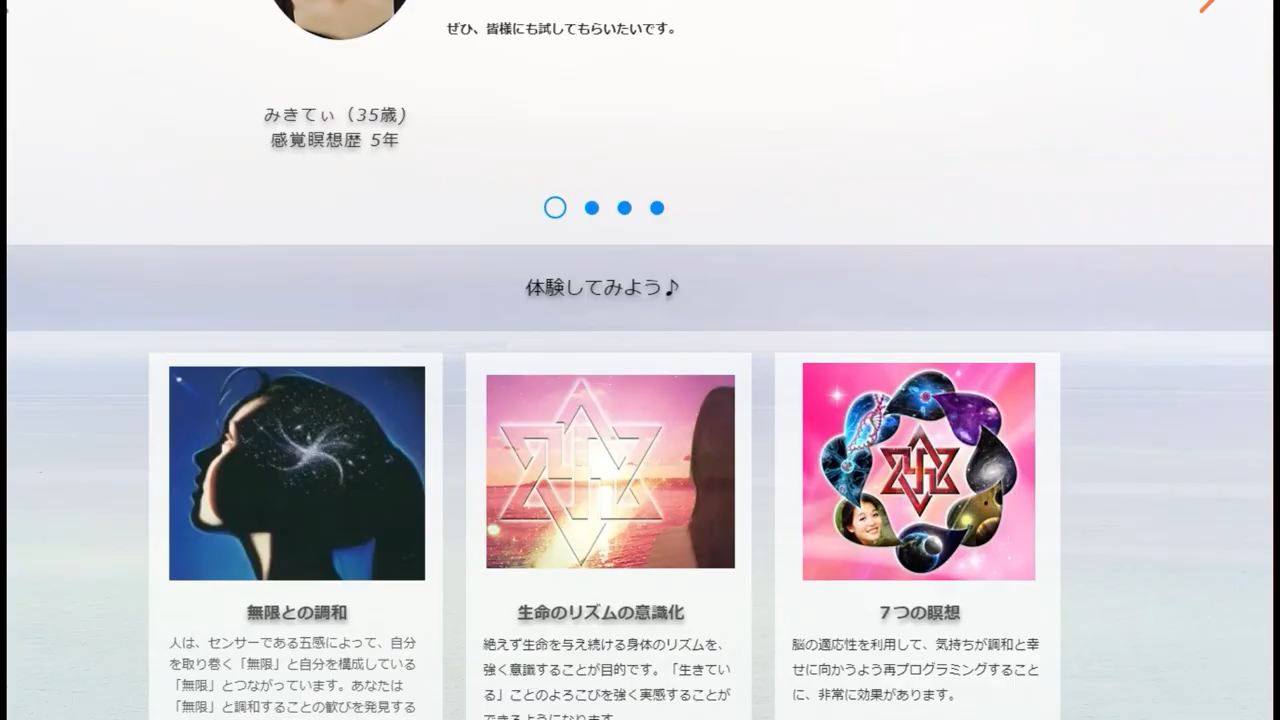 ぜひ、皆様にも試してもらいたいです。
みきてぃ（35歳)
感覚瞑想歴 5年
体験してみよう♪
無限との調和
人は、センサーである五感によって、自分
を取り巻く「無限」と自分を構成している
「無限」とつながっています。あなたは
「無限」と調和することの歓びを発見する
生命のリズムの意識化
絶えず生命を与え続ける身体のリズムを、
強く意識することが目的です。「生きてい
る」ことのよろこびを強く実感することが
できるようになります。
７つの瞑想
脳の適応性を利用して、気持ちが調和と幸
せに向かうよう再プログラミングすること
に、非常に効果があります。